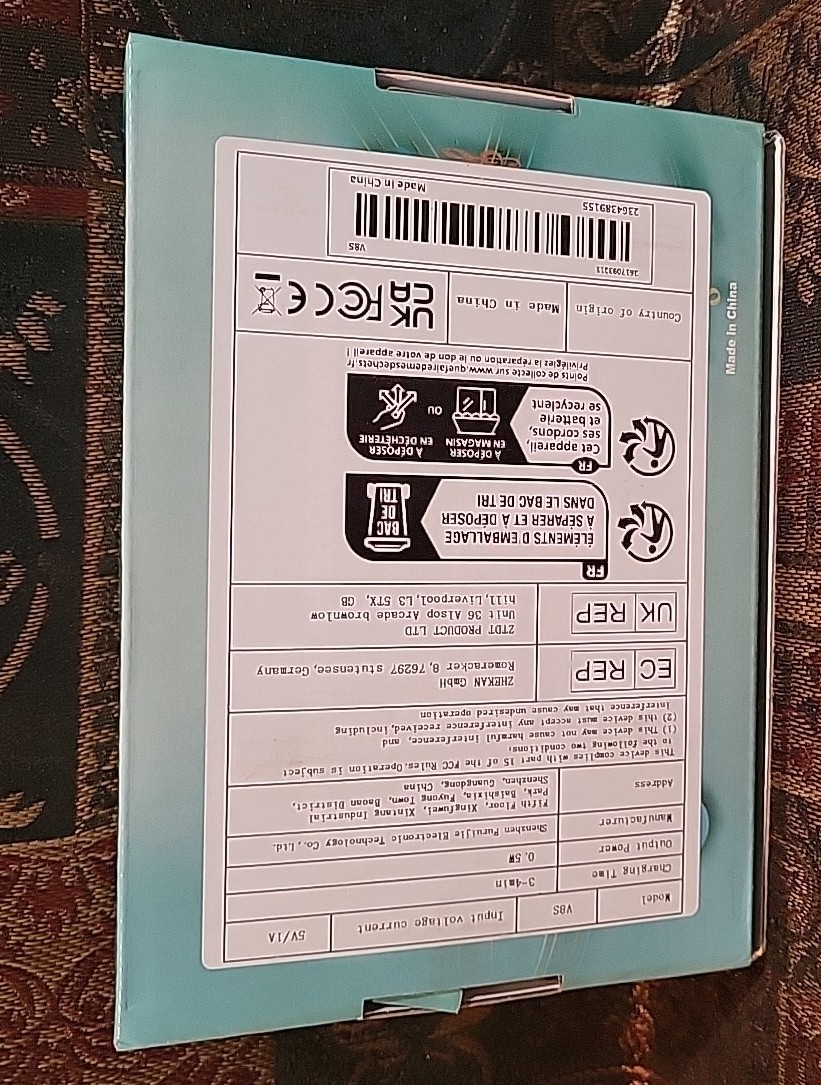 Model
V8S
Input voltage current
5V/1A
Charging Time
3-4min
Output Power
0.5W
Manufacturer
Shenzhen Puruijie Electronic Technology Co., Ltd.
Address
Fifth Floor, Xingfuwei, Xintang Industrial
Park, Baishixia, Fuyong Town, Baoan District,
Shenzhen, Guangdong, China
This device complies with part 15 of the FCC Rules. Operation is subject
to the following two conditions:
(1) This device may not cause harmful interference, and
(2) this device must accept any interference received, including
interference that may cause undesired operation
EC REP
ZHEKAN GmbH
Romeracker 8, 76297 stutensee, Germany
UK REP
ZTDT PRODUCT LTD
Unit 36 Alsop Arcade brownlow
hill, Liverpool, L3 5TX, GB
FR
ÉLÉMENTS D'EMBALLAGE
À SÉPARER ET À DÉPOSER
DANS LE BAC DE TRI
BAC
DE
TRI
FR
Cet appareil,
ses cordons,
et batterie
se recyclent
À DÉPOSER
EN MAGASIN
OU
À DÉPOSER
EN DÉCHÈTERIE
Points de collecte sur www.quefairedemesdechets.fr
Privilégiez la réparation ou le don de votre appareil !
Country of origin
Made in China
UK
CA
FC
CE
2617093211
V8S
23G4389155
Made in China
Made in China